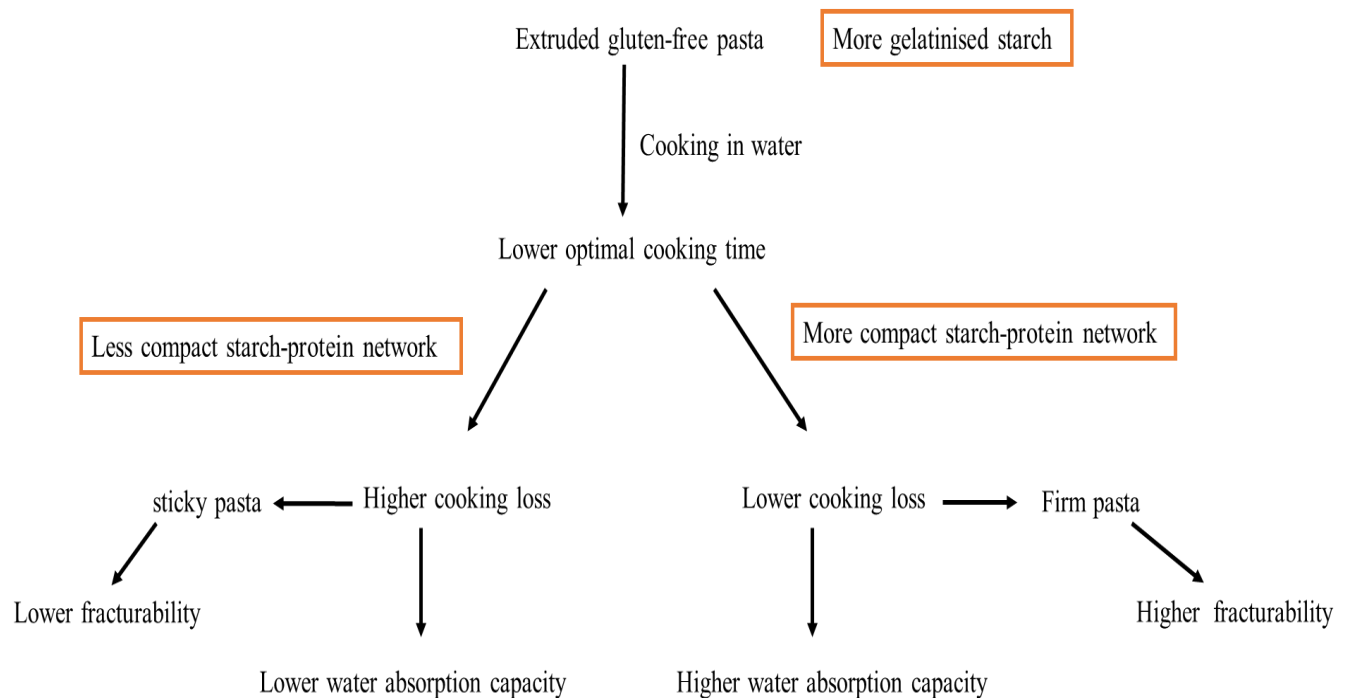 Extruded gluten-free pasta
More gelatinised starch
Cooking in water
Lower optimal cooking time
Less compact starch-protein network
More compact starch-protein network
sticky pasta
Higher cooking loss
Lower cooking loss
Firm pasta
Lower fracturability
Higher fracturability
Lower water absorption capacity
Higher water absorption capacity